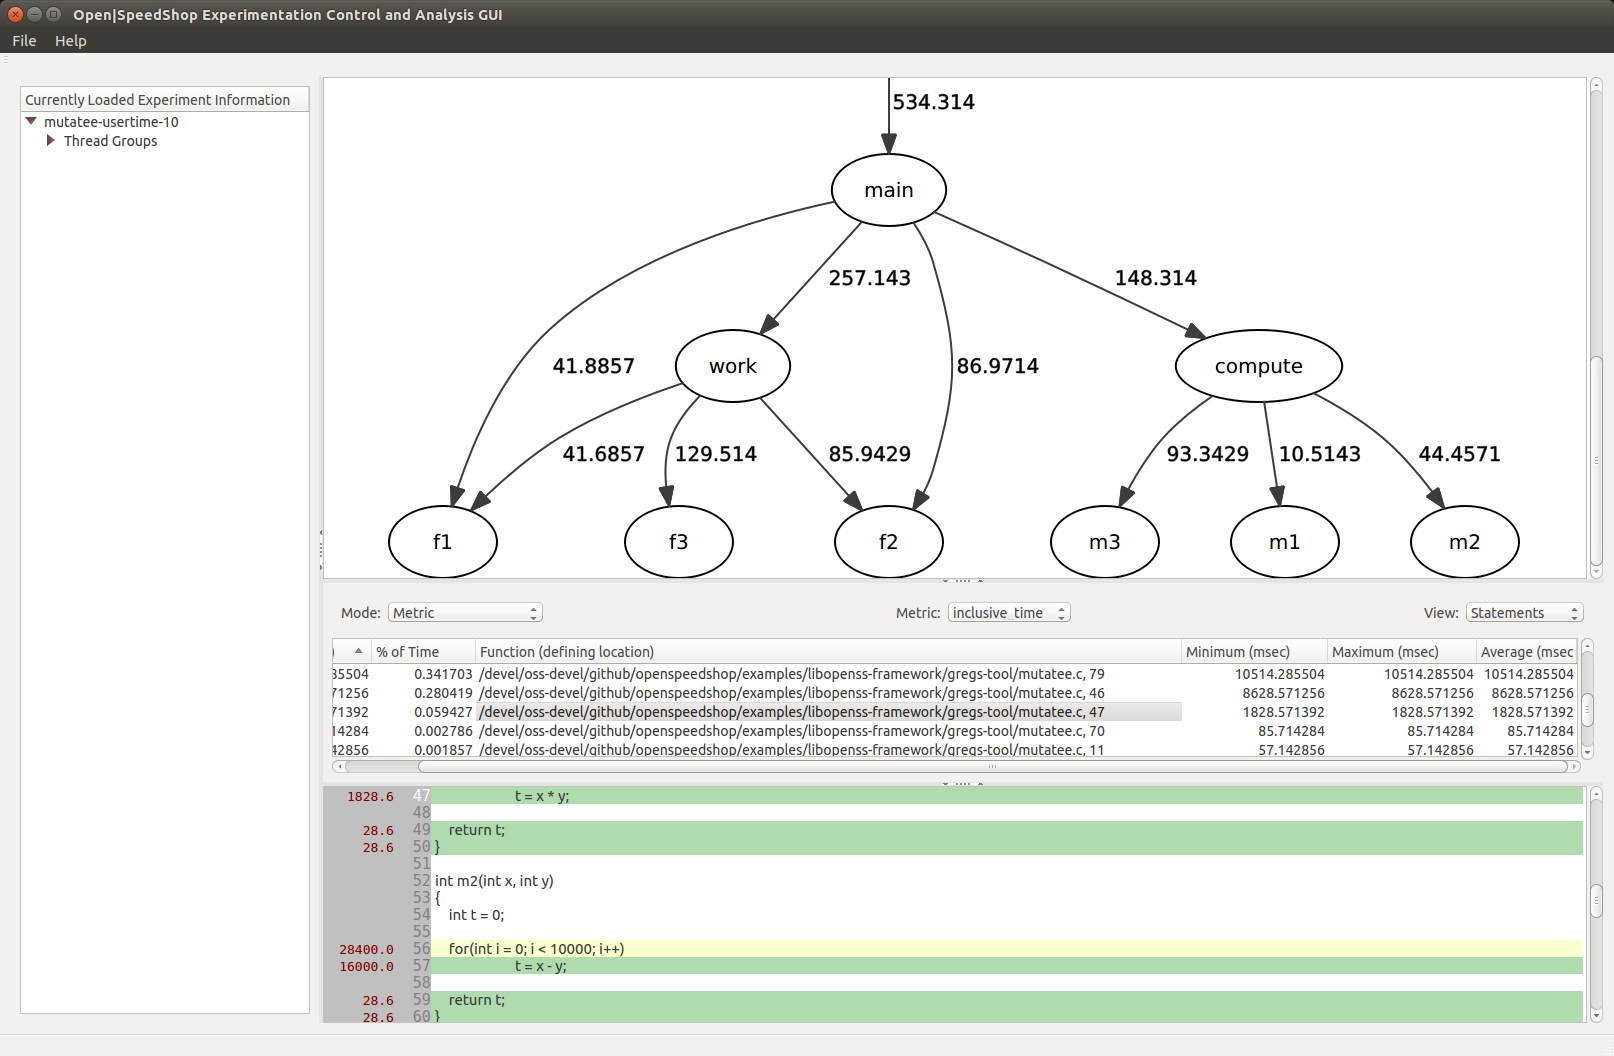 Open|SpeedShop Experimentation Control and Analysis GUI
File Help
Currently Loaded Experiment Information
mutatee-usertime-10
Thread Groups
534.314
main
257.143
148.314
41.8857
work
86.9714
compute
41.6857
129.514
85.9429
93.3429
10.5143
44.4571
f1
f3
f2
m3
m1
m2
Mode: Metric
Metric: inclusive_time
View: Statements
) % of Time Function (defining location) Minimum (msec) Maximum (msec) Average (msec
35504 0.341703 /devel/oss-devel/github/openspeedshop/examples/libopenss-framework/gregs-tool/mutatee.c, 79 10514.285504 10514.285504 10514.285504
71256 0.280419 /devel/oss-devel/github/openspeedshop/examples/libopenss-framework/gregs-tool/mutatee.c, 46 8628.571256 8628.571256 8628.571256
71392 0.059427 /devel/oss-devel/github/openspeedshop/examples/libopenss-framework/gregs-tool/mutatee.c, 47 1828.571392 1828.571392 1828.571392
14284 0.002786 /devel/oss-devel/github/openspeedshop/examples/libopenss-framework/gregs-tool/mutatee.c, 70 85.714284 85.714284 85.714284
42856 0.001857 /devel/oss-devel/github/openspeedshop/examples/libopenss-framework/gregs-tool/mutatee.c, 11 57.142856 57.142856 57.142856
1828.6 47 t = x * y;
48
28.6 49 return t;
28.6 50 }
51
52 int m2(int x, int y)
53 {
54 int t = 0;
55
28400.0 56 for(int i = 0; i < 10000; i++)
16000.0 57 t = x - y;
58
28.6 59 return t;
28.6 60 }